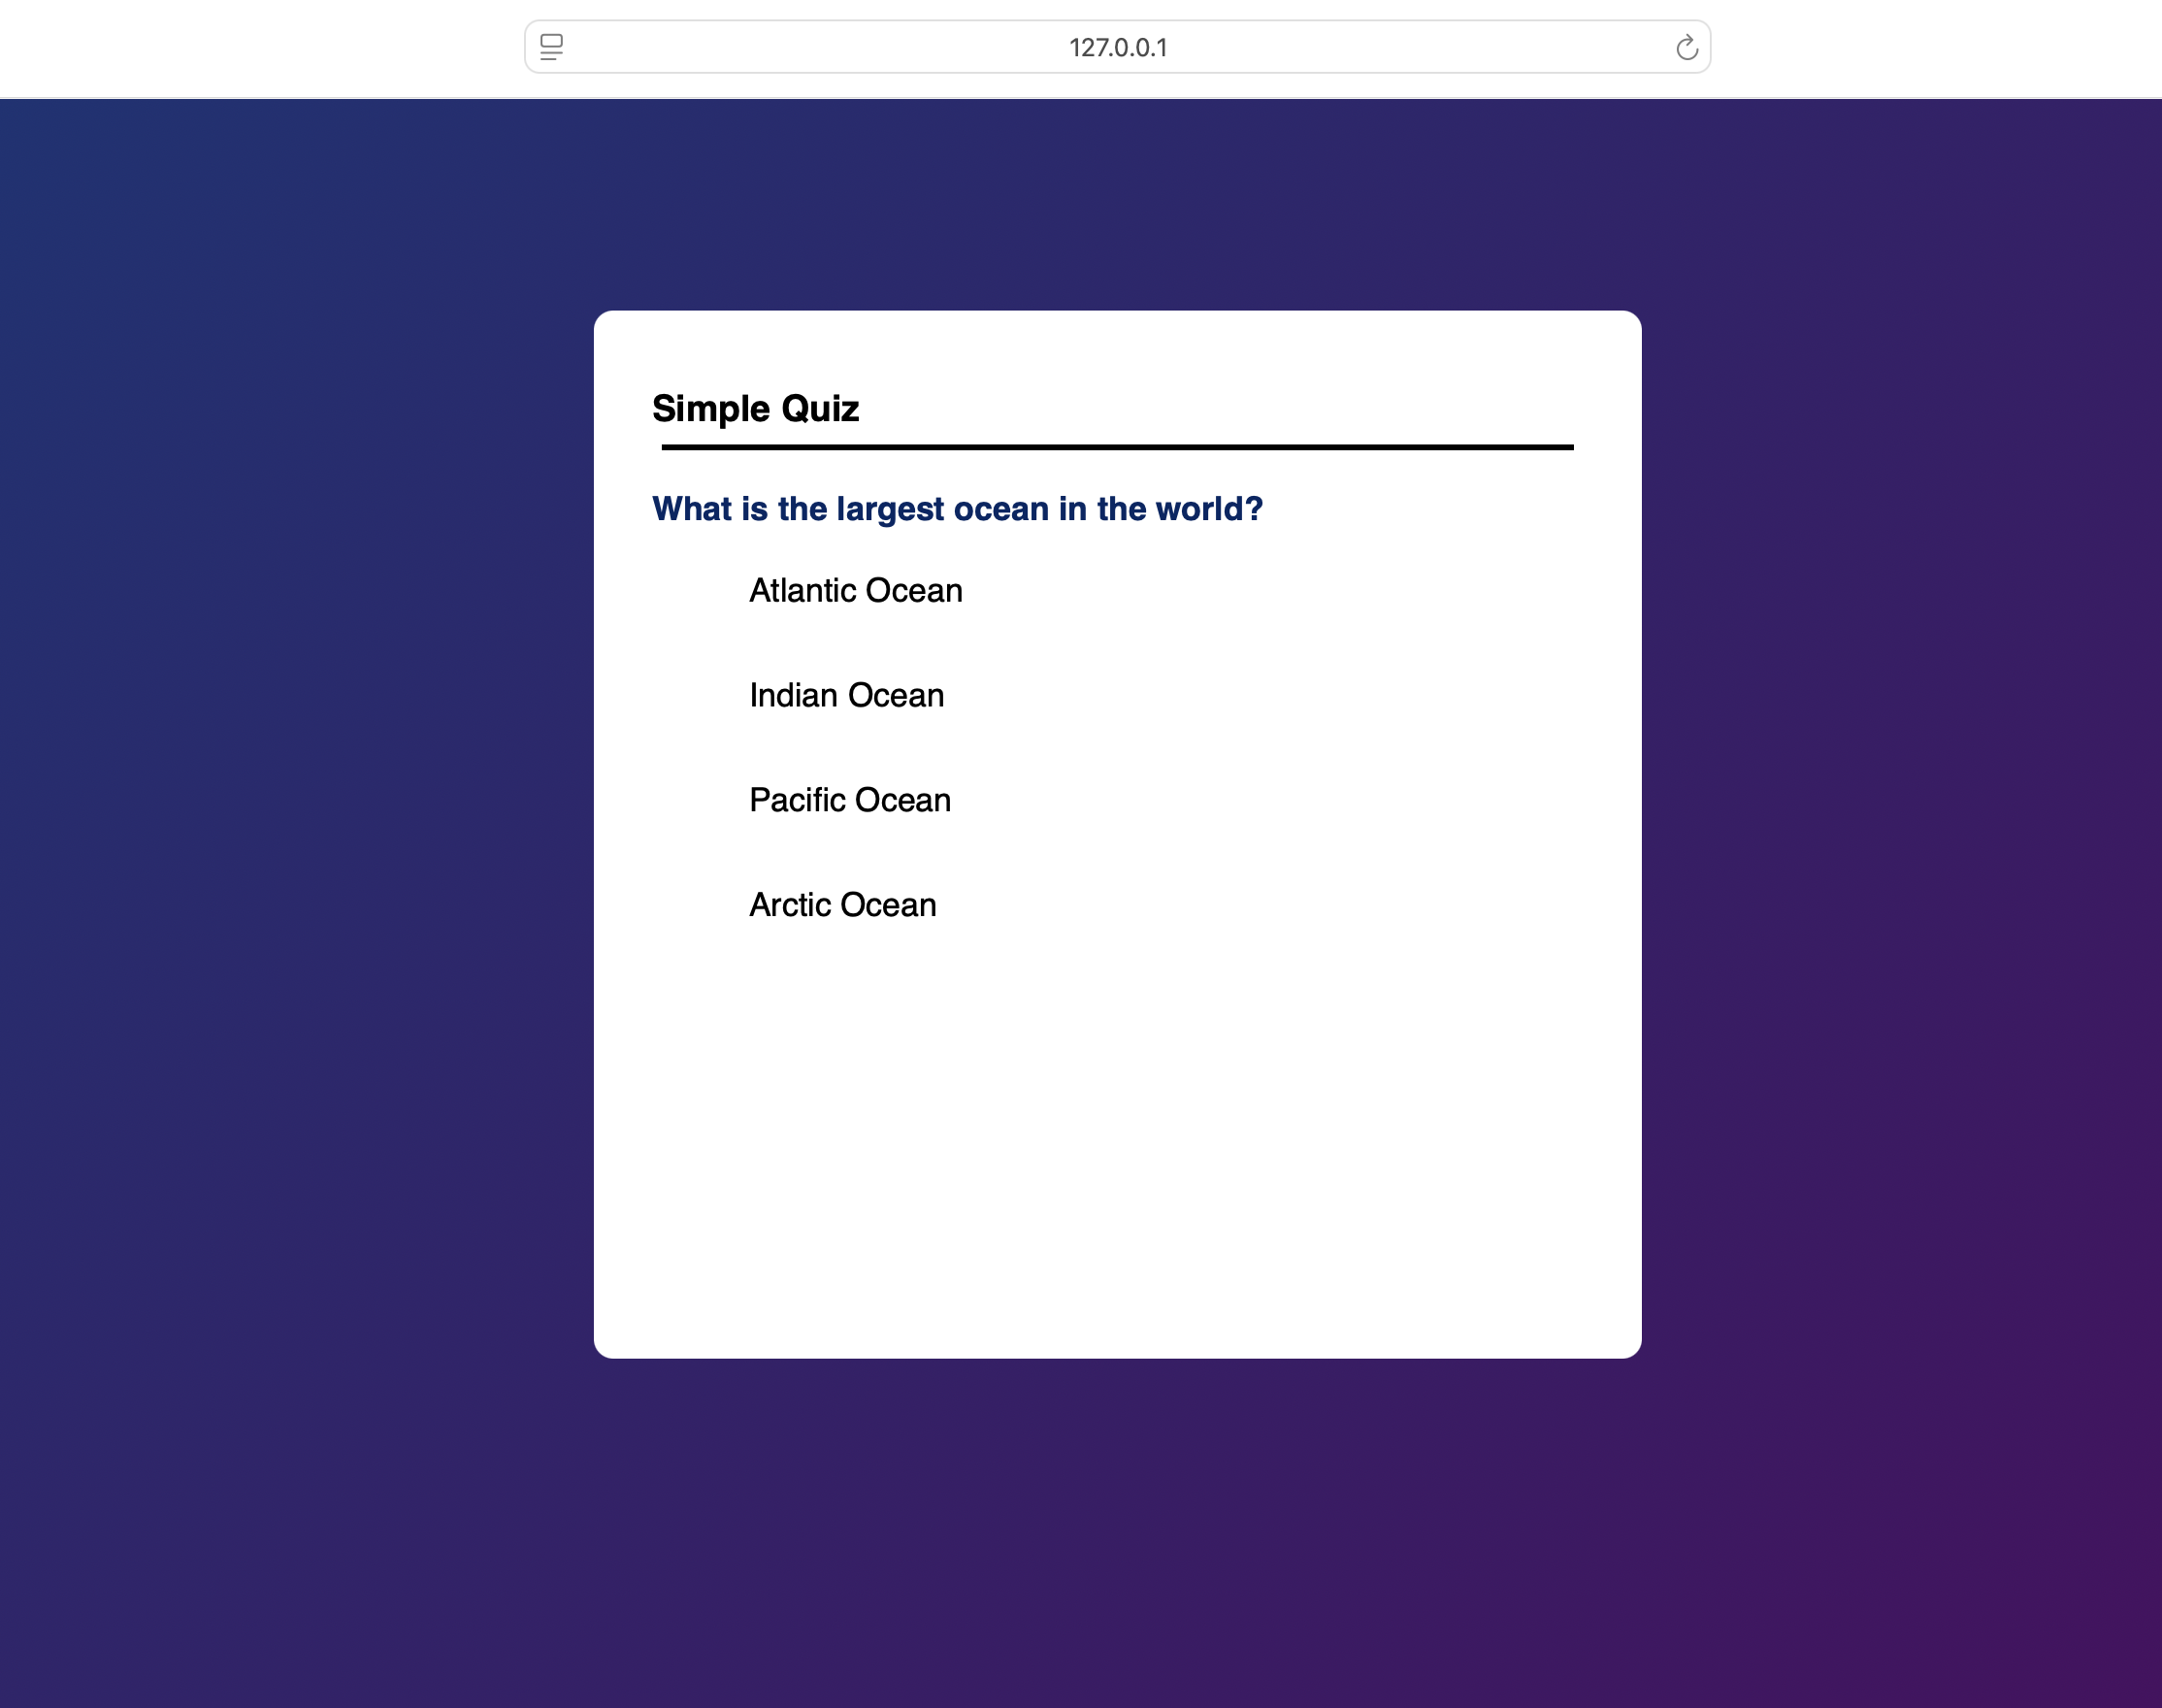 127.0.0.1
Simple Quiz
What is the largest ocean in the world?
Atlantic Ocean
Indian Ocean
Pacific Ocean
Arctic Ocean